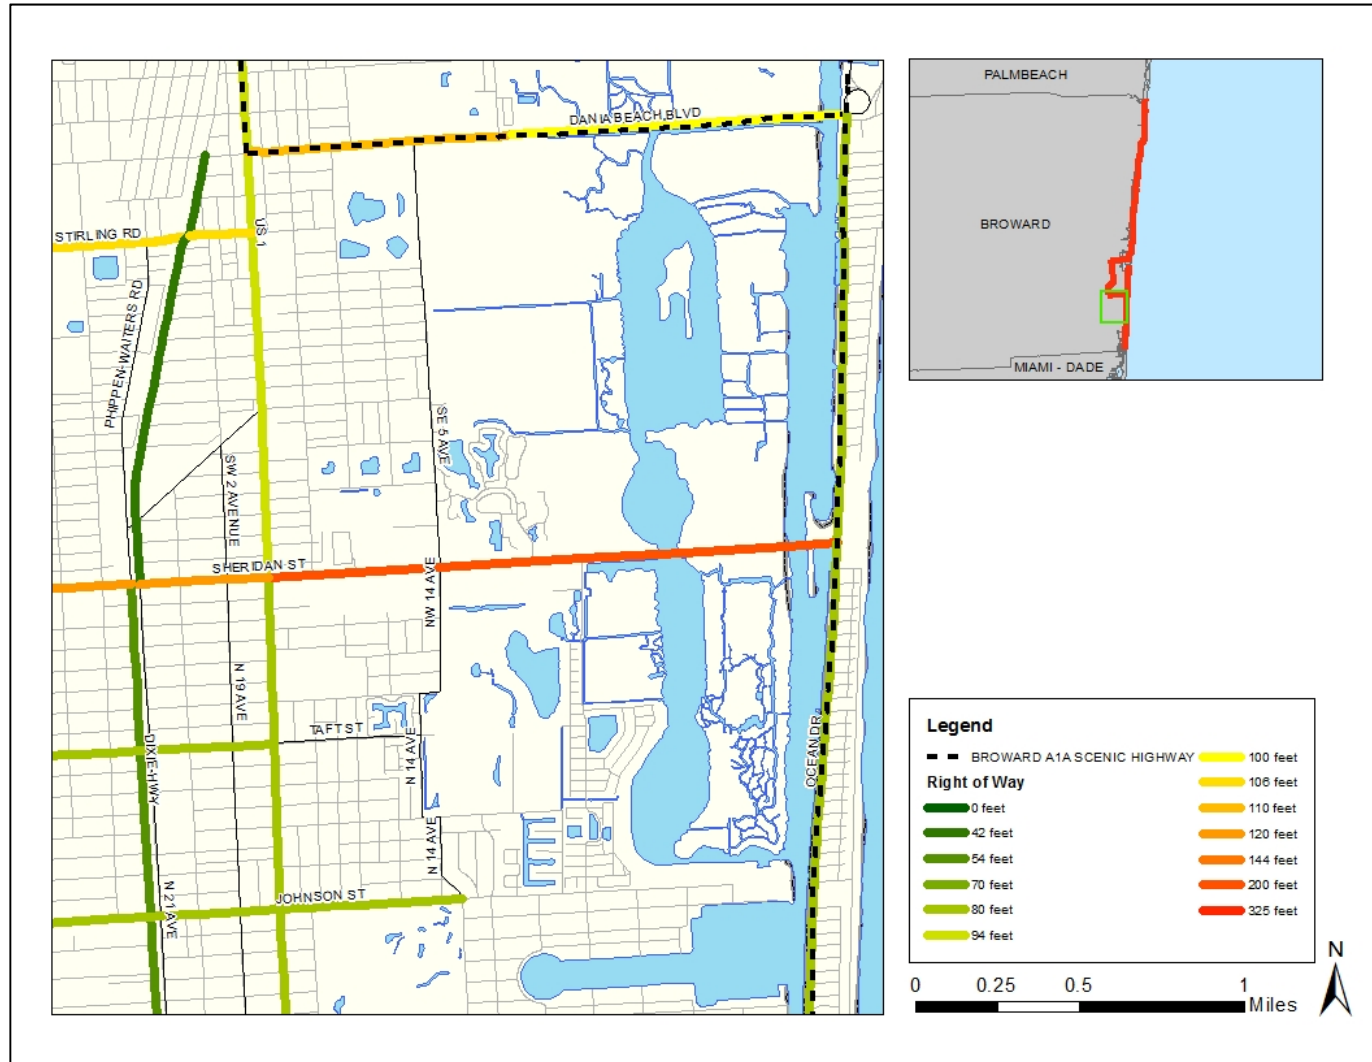 DANIA BEACH BLVD
STIRLING RD
US 1
PHIPPEN-WAITERS RD
SE 5 AVE
SW 2 AVENUE
SHERIDAN ST
NW 14 AVE
N 19 AVE
TAFT ST
DIXIE HWY
N 14 AVE
OCEAN DR
N 14 AVE
N 21 AVE
JOHNSON ST
PALMBEACH
BROWARD
MIAMI - DADE
Legend
BROWARD A1A SCENIC HIGHWAY
Right of Way
0 feet
42 feet
54 feet
70 feet
80 feet
94 feet
100 feet
106 feet
110 feet
120 feet
144 feet
200 feet
325 feet
N
0 0.25 0.5 1
Miles